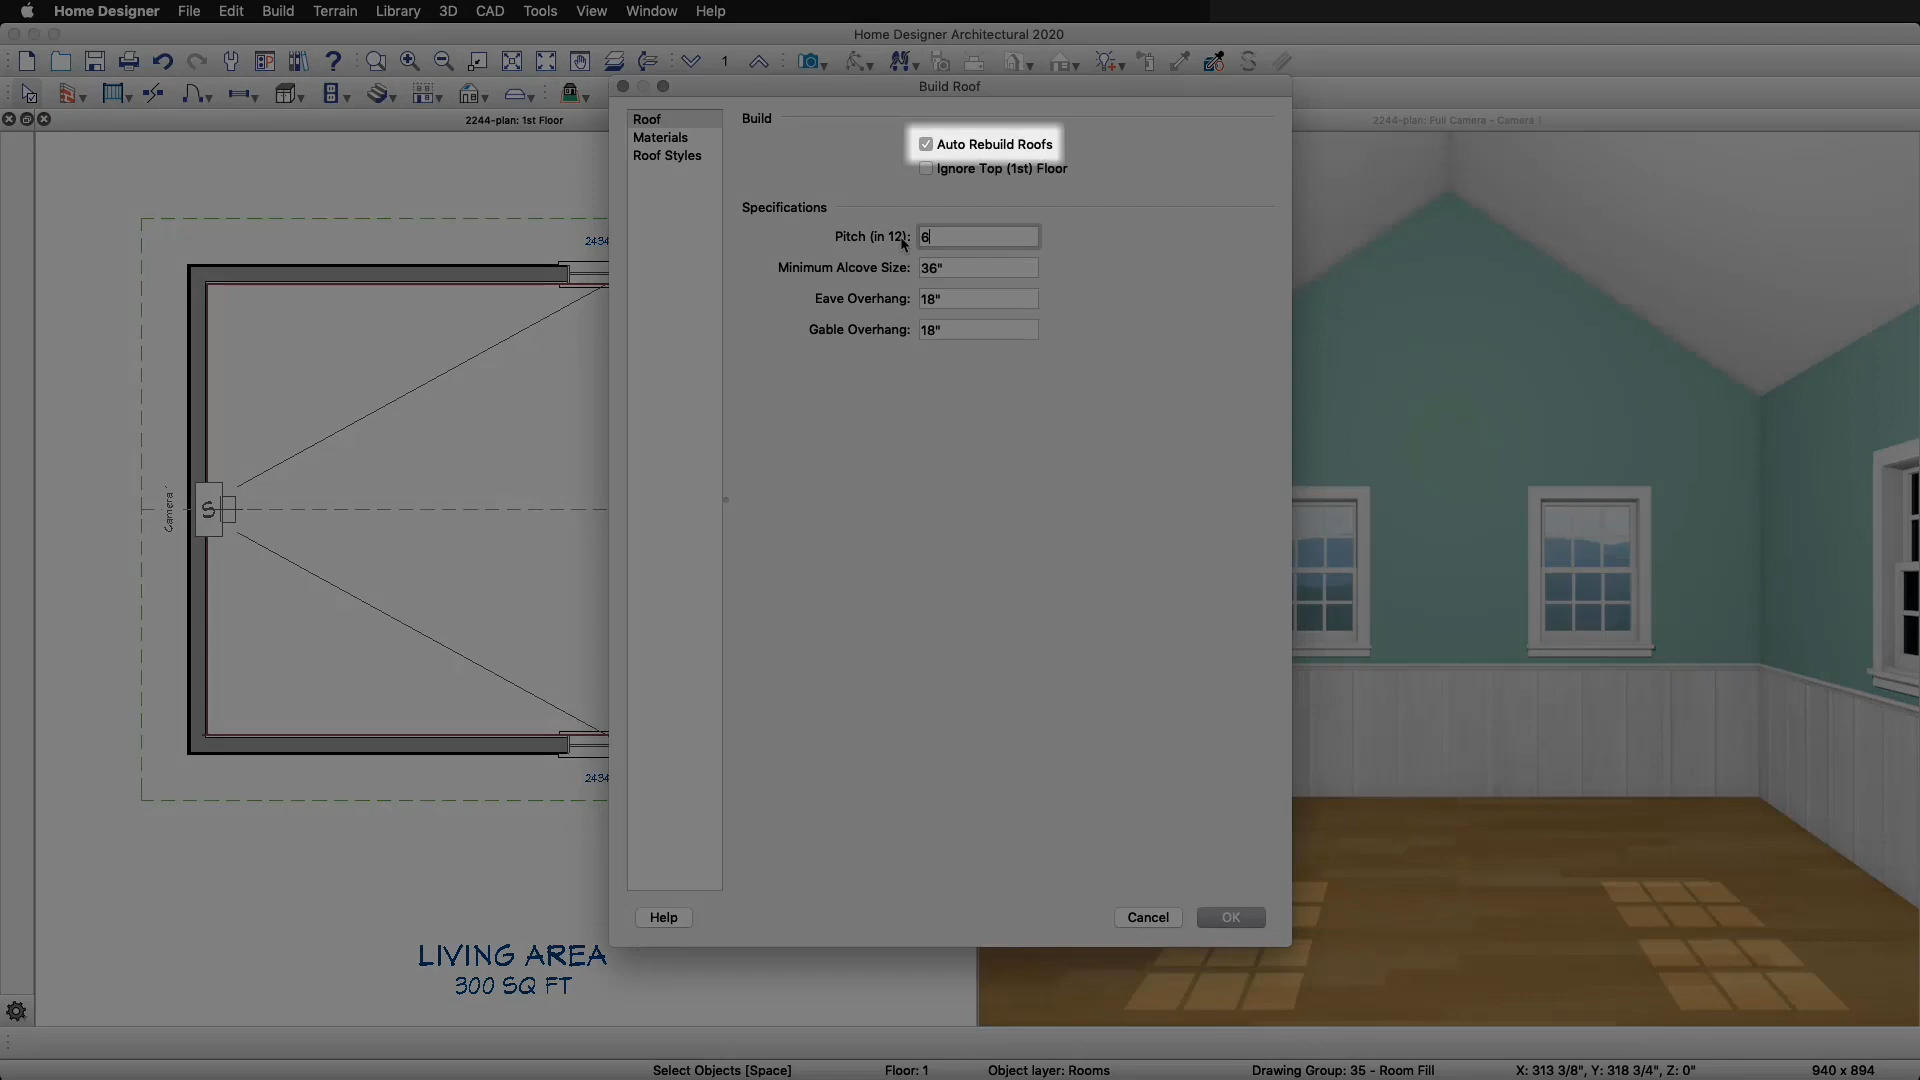 Home Designer File Edit Build Terrain Library 3D CAD Tools View Window Help
Home Designer Architectural 2020
1
Build Roof
2244-plan: 1st Floor
2244-plan: Full Camera - Camera 1
Roof
Materials
Roof Styles
Build
Auto Rebuild Roofs
Ignore Top (1st) Floor
Specifications
Pitch (in 12): 6
Minimum Alcove Size: 36"
Eave Overhang: 18"
Gable Overhang: 18"
2434
Camera
S
2434
Help
Cancel
OK
LIVING AREA
300 SQ FT
Select Objects [Space]
Floor: 1
Object layer: Rooms
Drawing Group: 35 - Room Fill
X: 313 3/8", Y: 318 3/4", Z: 0"
940 x 894